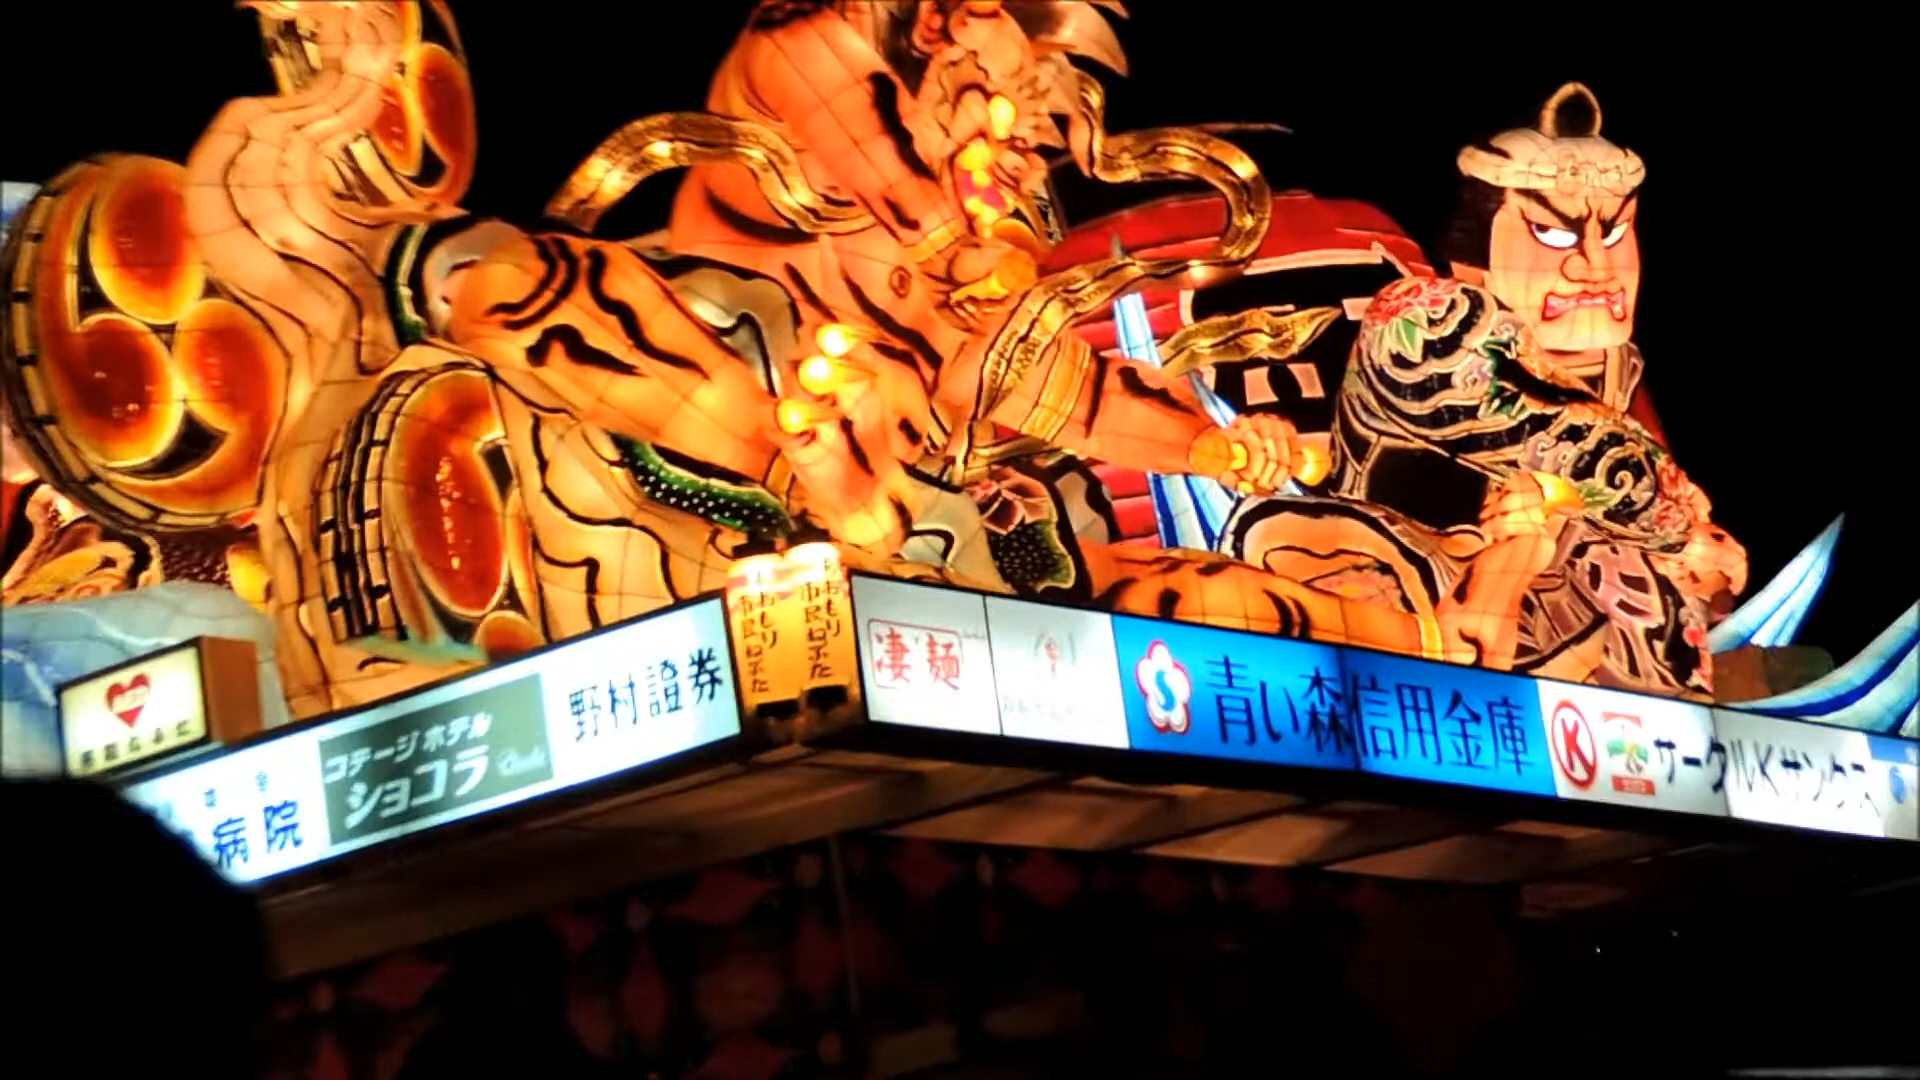 病院
コテージホテル
ショコラ
野村證券
あおもり
市民ねぶた
あおもり
市民ねぶた
凄麺
青い森信用金庫
K
サークルKサンクス